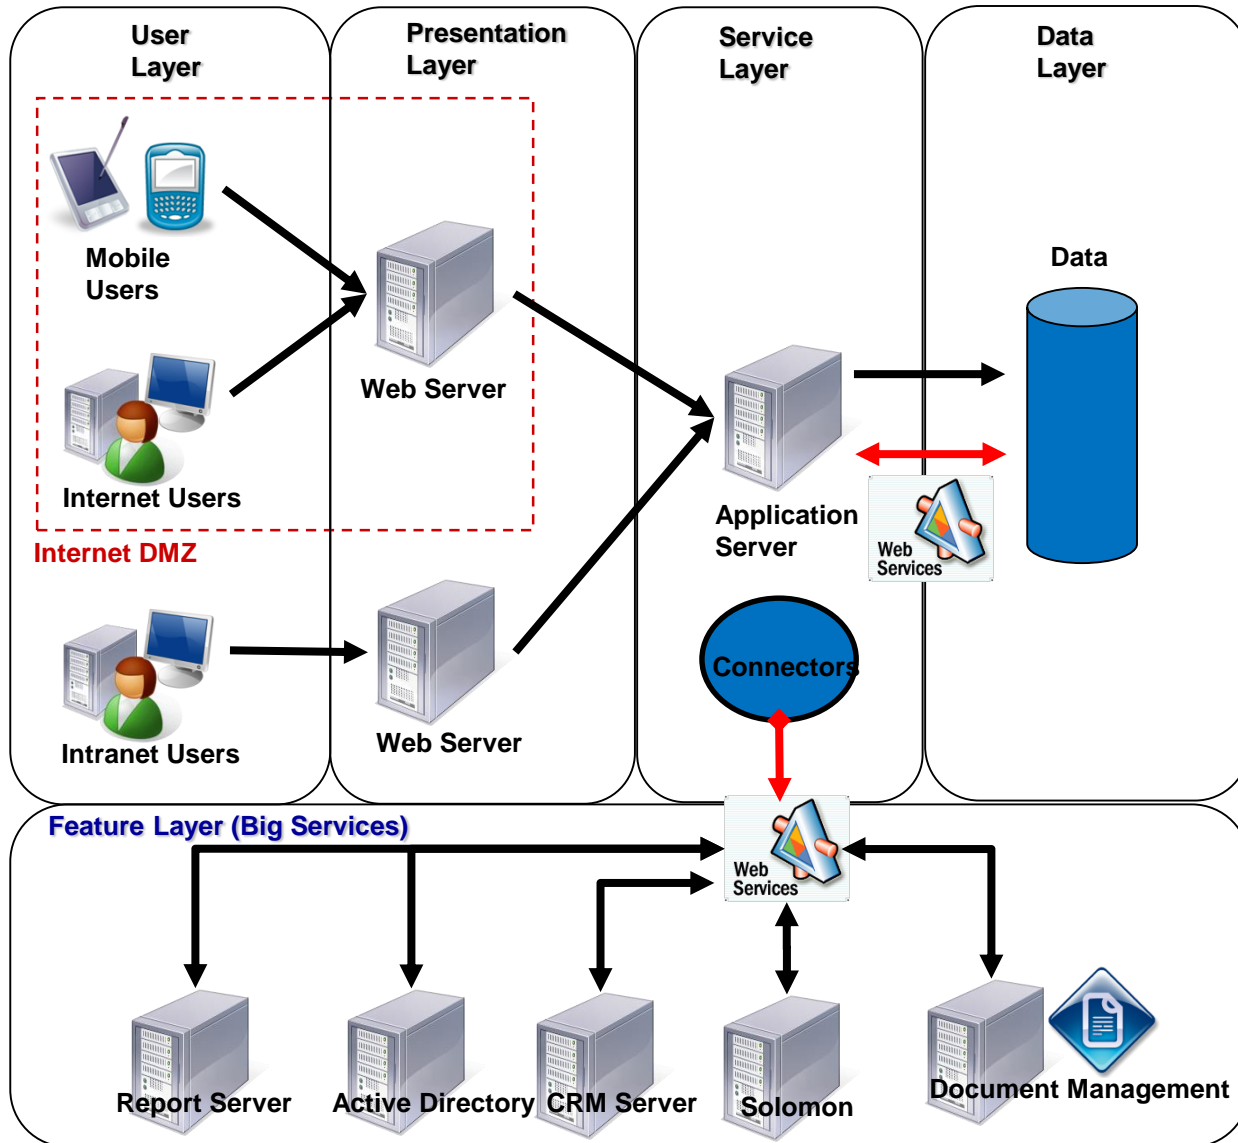 User
Layer
Presentation
Layer
Service
Layer
Data
Layer
Mobile
Users
Web Server
Internet Users
Internet DMZ
Data
Application
Server
Web
Services
Intranet Users
Web Server
Connectors
Feature Layer (Big Services)
Web
Services
Report Server
Active Directory
CRM Server
Solomon
Document Management